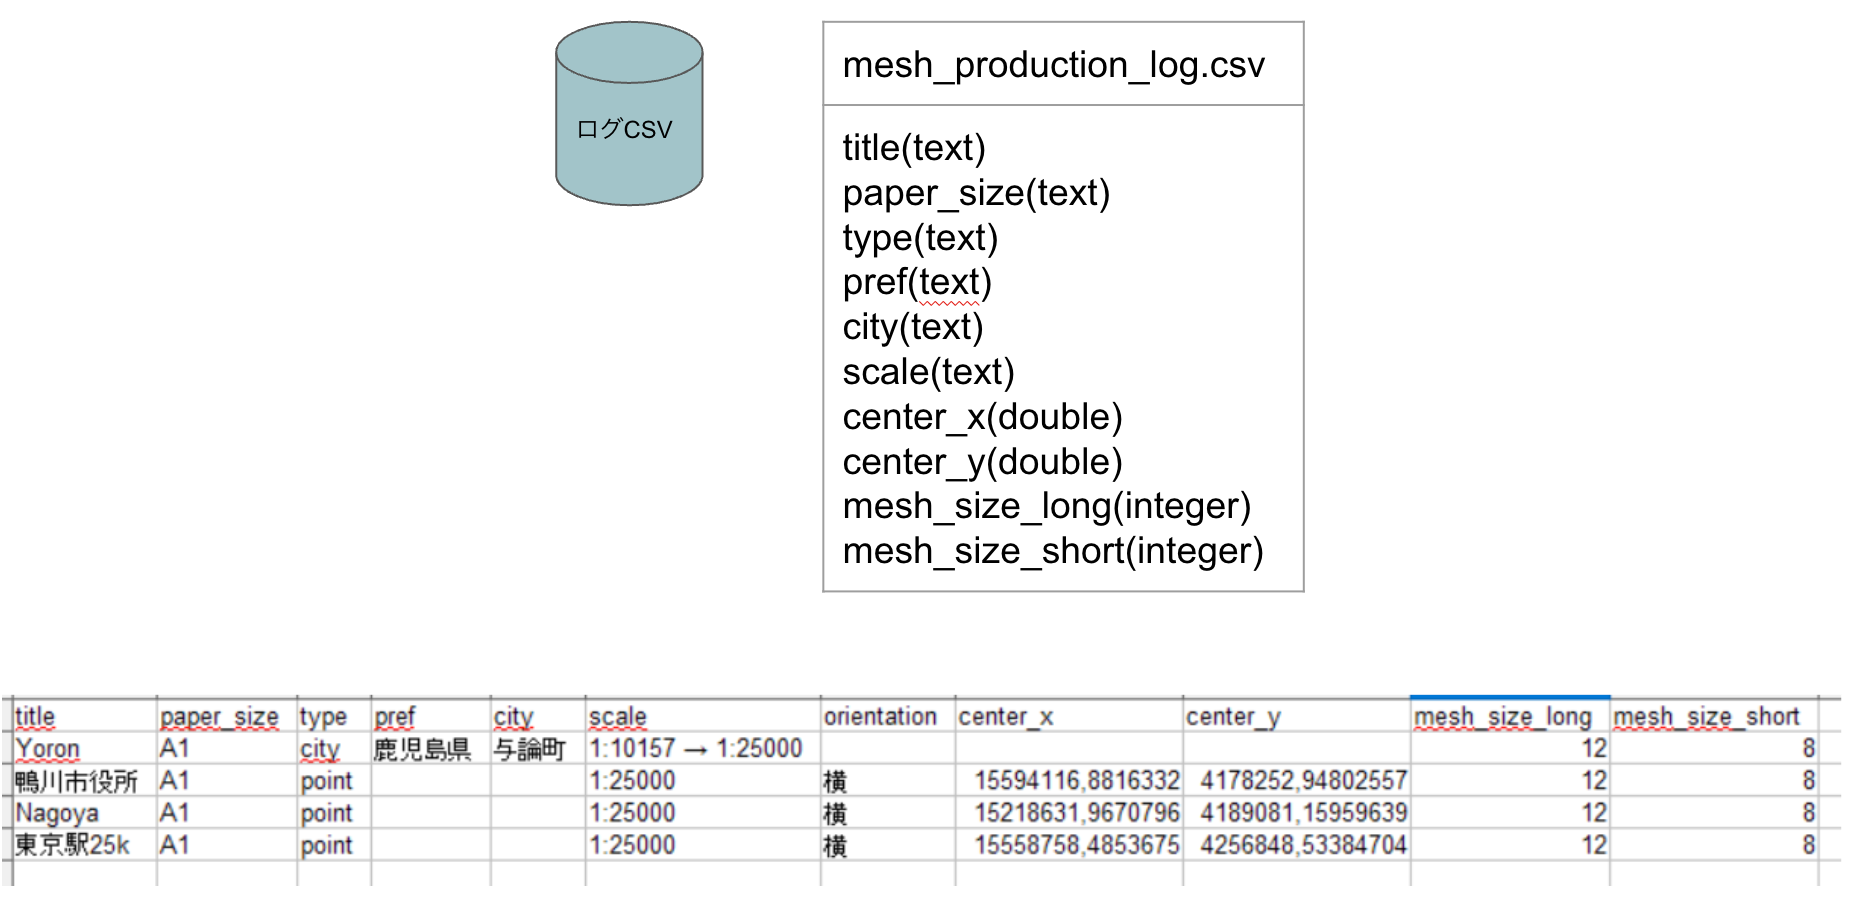 ログCSV
mesh_production_log.csv
title(text)
paper_size(text)
type(text)
pref(text)
city(text)
scale(text)
center_x(double)
center_y(double)
mesh_size_long(integer)
mesh_size_short(integer)
title paper_size type pref city scale orientation center_x center_y mesh_size_long mesh_size_short
Yoron A1 city 鹿児島県 与論町 1:10157 → 1:25000 12 8
鴨川市役所 A1 point 1:25000 横 15594116,8816332 4178252,94802557 12 8
Nagoya A1 point 1:25000 横 15218631,9670796 4189081,15959639 12 8
東京駅25k A1 point 1:25000 横 15558758,4853675 4256848,53384704 12 8